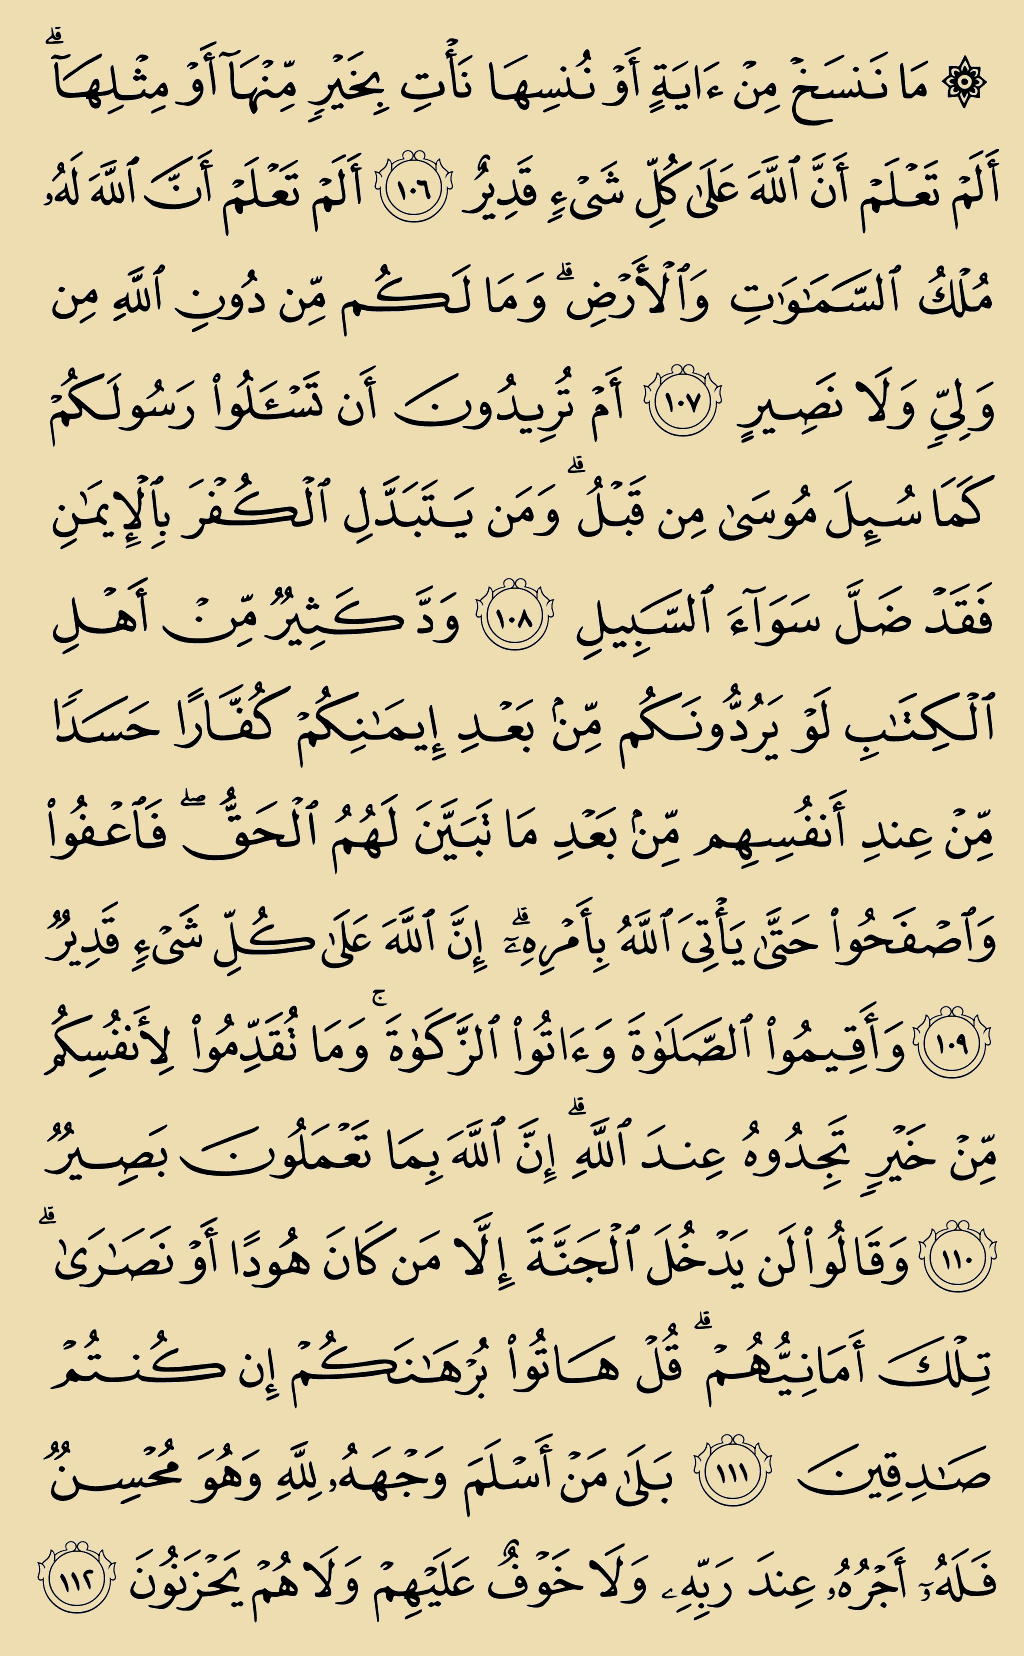 ۞ مَا نَنسَخْ مِنْ ءَايَةٍ أَوْ نُنسِهَا نَأْتِ بِخَيْرٍ مِّنْهَآ أَوْ مِثْلِهَآ ۗ
أَلَمْ تَعْلَمْ أَنَّ ٱللَّهَ عَلَىٰ كُلِّ شَىْءٍ قَدِيرٌ ١٠٦ أَلَمْ تَعْلَمْ أَنَّ ٱللَّهَ لَهُۥ
مُلْكُ ٱلسَّمَـٰوَٰتِ وَٱلْأَرْضِ ۗ وَمَا لَكُم مِّن دُونِ ٱللَّهِ مِن
وَلِىٍّ وَلَا نَصِيرٍ ١٠٧ أَمْ تُرِيدُونَ أَن تَسْـَٔلُوا۟ رَسُولَكُمْ
كَمَا سُئِلَ مُوسَىٰ مِن قَبْلُ ۗ وَمَن يَتَبَدَّلِ ٱلْكُفْرَ بِٱلْإِيمَـٰنِ
فَقَدْ ضَلَّ سَوَآءَ ٱلسَّبِيلِ ١٠٨ وَدَّ كَثِيرٌ مِّنْ أَهْلِ
ٱلْكِتَـٰبِ لَوْ يَرُدُّونَكُم مِّنۢ بَعْدِ إِيمَـٰنِكُمْ كُفَّارًا حَسَدًا
مِّنْ عِندِ أَنفُسِهِم مِّنۢ بَعْدِ مَا تَبَيَّنَ لَهُمُ ٱلْحَقُّ ۖ فَٱعْفُوا۟
وَٱصْفَحُوا۟ حَتَّىٰ يَأْتِىَ ٱللَّهُ بِأَمْرِهِۦٓ ۗ إِنَّ ٱللَّهَ عَلَىٰ كُلِّ شَىْءٍ قَدِيرٌ
١٠٩ وَأَقِيمُوا۟ ٱلصَّلَوٰةَ وَءَاتُوا۟ ٱلزَّكَوٰةَ ۚ وَمَا تُقَدِّمُوا۟ لِأَنفُسِكُم
مِّنْ خَيْرٍ تَجِدُوهُ عِندَ ٱللَّهِ ۗ إِنَّ ٱللَّهَ بِمَا تَعْمَلُونَ بَصِيرٌ
١١٠ وَقَالُوا۟ لَن يَدْخُلَ ٱلْجَنَّةَ إِلَّا مَن كَانَ هُودًا أَوْ نَصَـٰرَىٰ ۗ
تِلْكَ أَمَانِيُّهُمْ ۗ قُلْ هَاتُوا۟ بُرْهَـٰنَكُمْ إِن كُنتُمْ
صَـٰدِقِينَ ١١١ بَلَىٰ مَنْ أَسْلَمَ وَجْهَهُۥ لِلَّهِ وَهُوَ مُحْسِنٌ
فَلَهُۥٓ أَجْرُهُۥ عِندَ رَبِّهِۦ وَلَا خَوْفٌ عَلَيْهِمْ وَلَا هُمْ يَحْزَنُونَ ١١٢